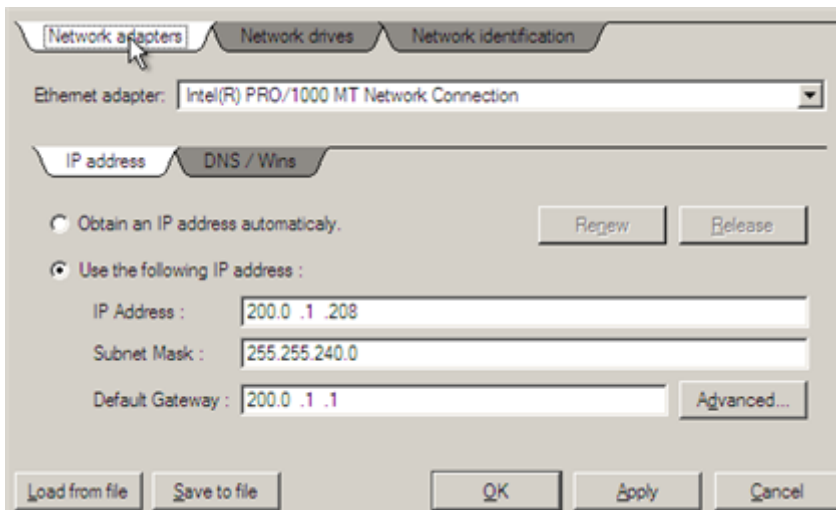 Network adapters Network drives Network identification
Ethernet adapter: Intel(R) PRO/1000 MT Network Connection
IP address DNS / Wins
Obtain an IP address automaticaly. Renew Release
Use the following IP address :
IP Address : 200.0 .1 .208
Subnet Mask : 255.255.240.0
Default Gateway : 200.0 .1 .1 Advanced...
Load from file Save to file OK Apply Cancel